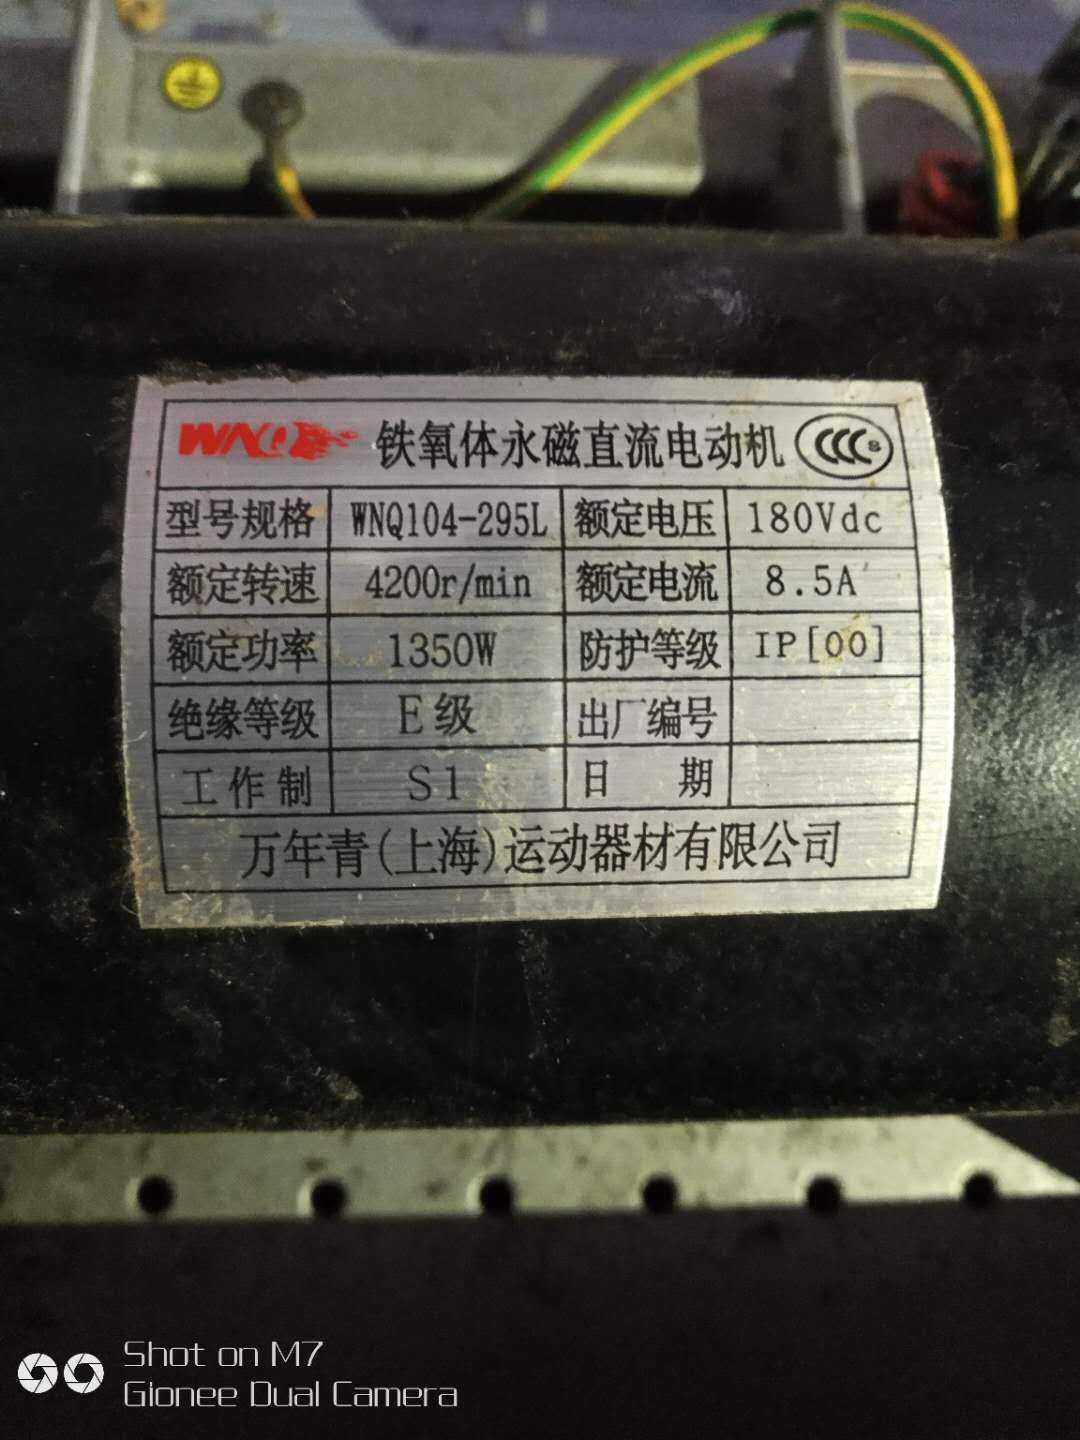 WNQ 铁氧体永磁直流电动机 CCC S
型号规格 WNQ104-295L 额定电压 180Vdc
额定转速 4200r/min 额定电流 8.5A
额定功率 1350W 防护等级 IP[00]
绝缘等级 E级 出厂编号
工作制 S1 日 期
万年青(上海)运动器材有限公司
Shot on M7
Gionee Dual Camera